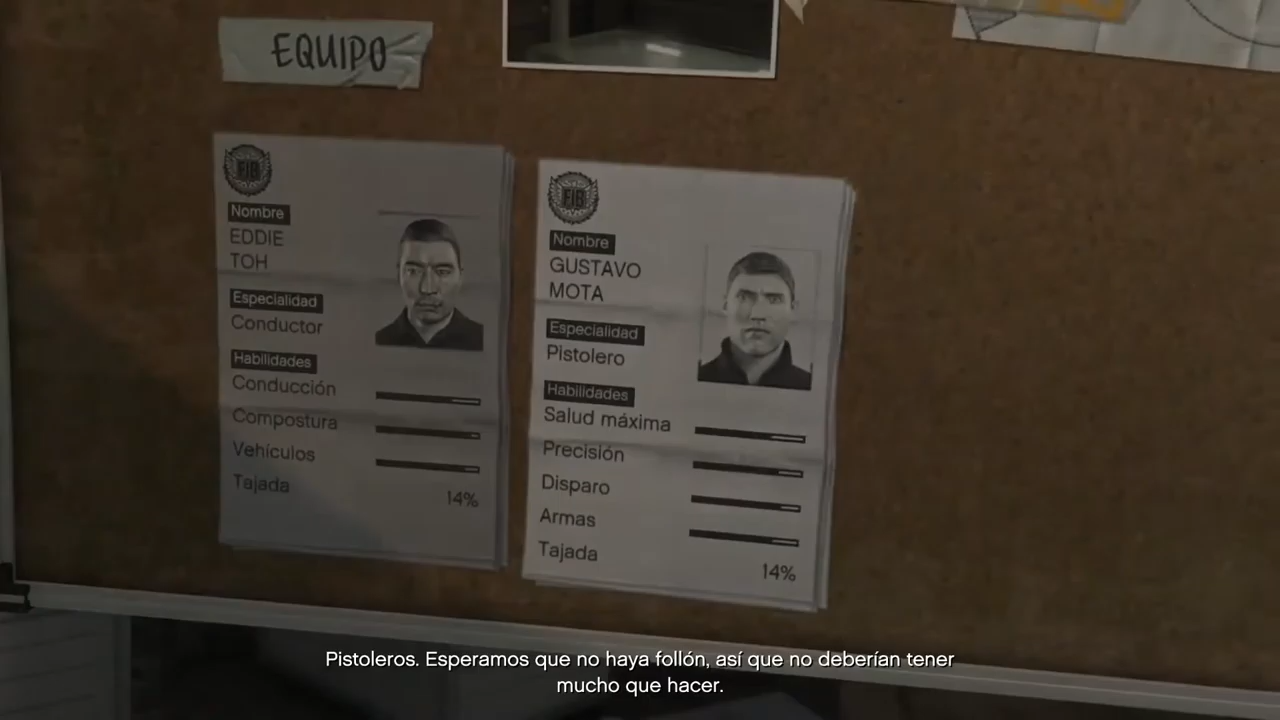 EQUIPO
FIB
Nombre
EDDIE
TOH
Especialidad
Conductor
Habilidades
Conducción
Compostura
Vehículos
Tajada 14%
FIB
Nombre
GUSTAVO
MOTA
Especialidad
Pistolero
Habilidades
Salud máxima
Precisión
Disparo
Armas
Tajada 14%
Pistoleros. Esperamos que no haya follón, así que no deberían tener
mucho que hacer.